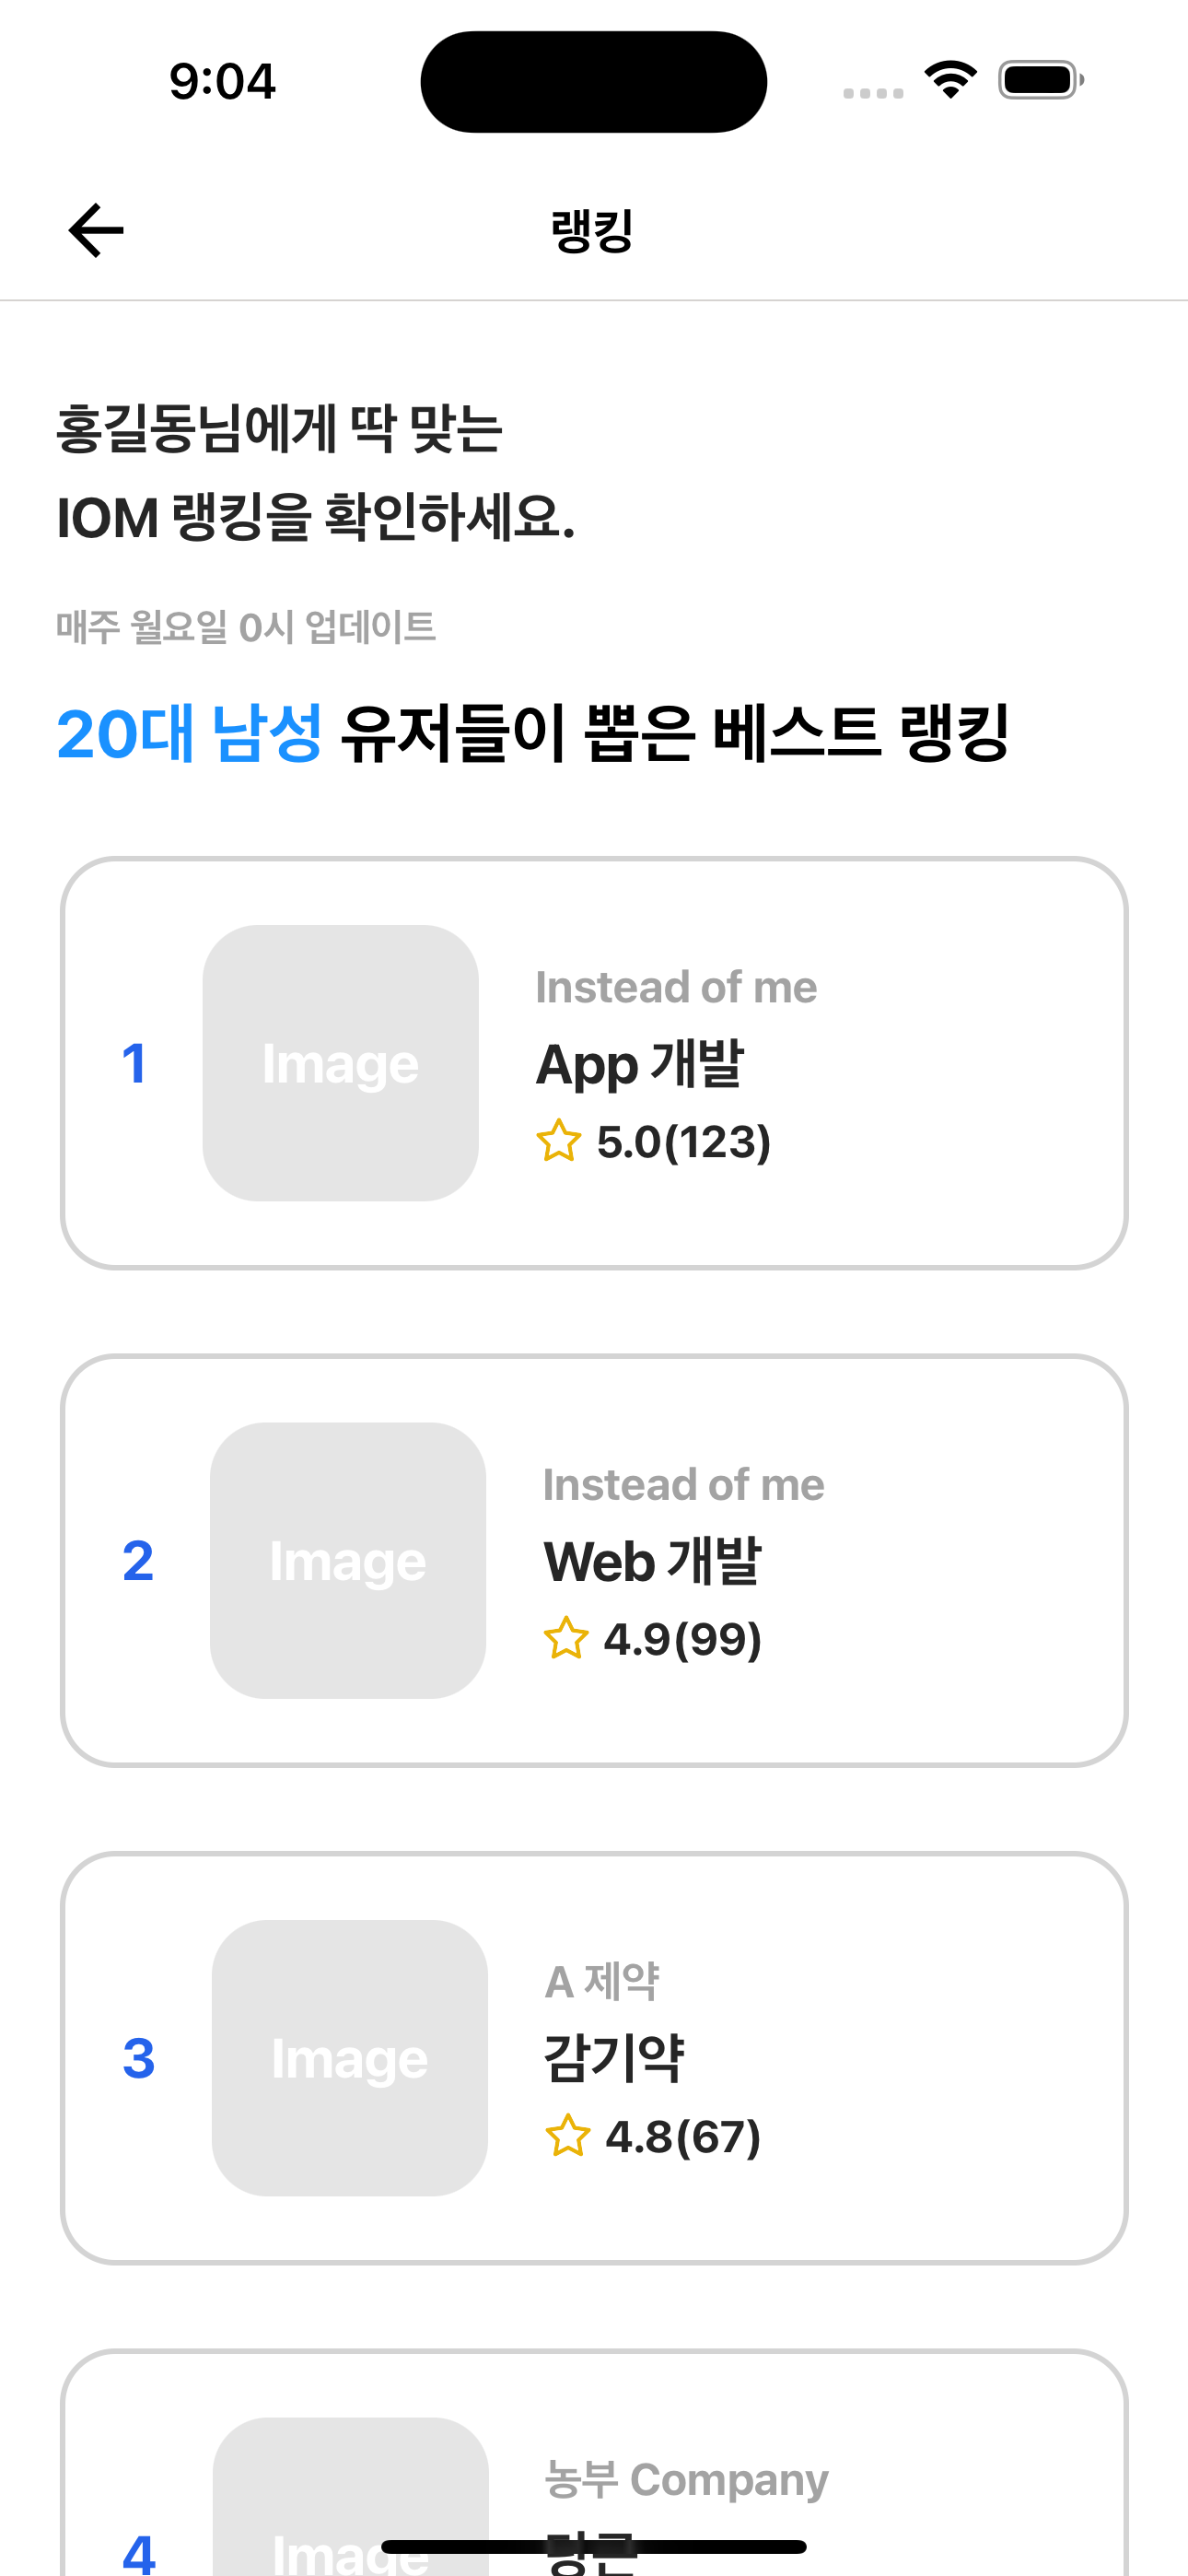 9:04
랭킹
홍길동님에게 딱 맞는
IOM 랭킹을 확인하세요.
매주 월요일 0시 업데이트
20대 남성 유저들이 뽑은 베스트 랭킹
1
Image
Instead of me
App 개발
5.0(123)
2
Image
Instead of me
Web 개발
4.9(99)
3
Image
A 제약
감기약
4.8(67)
4
Image
농부 Company